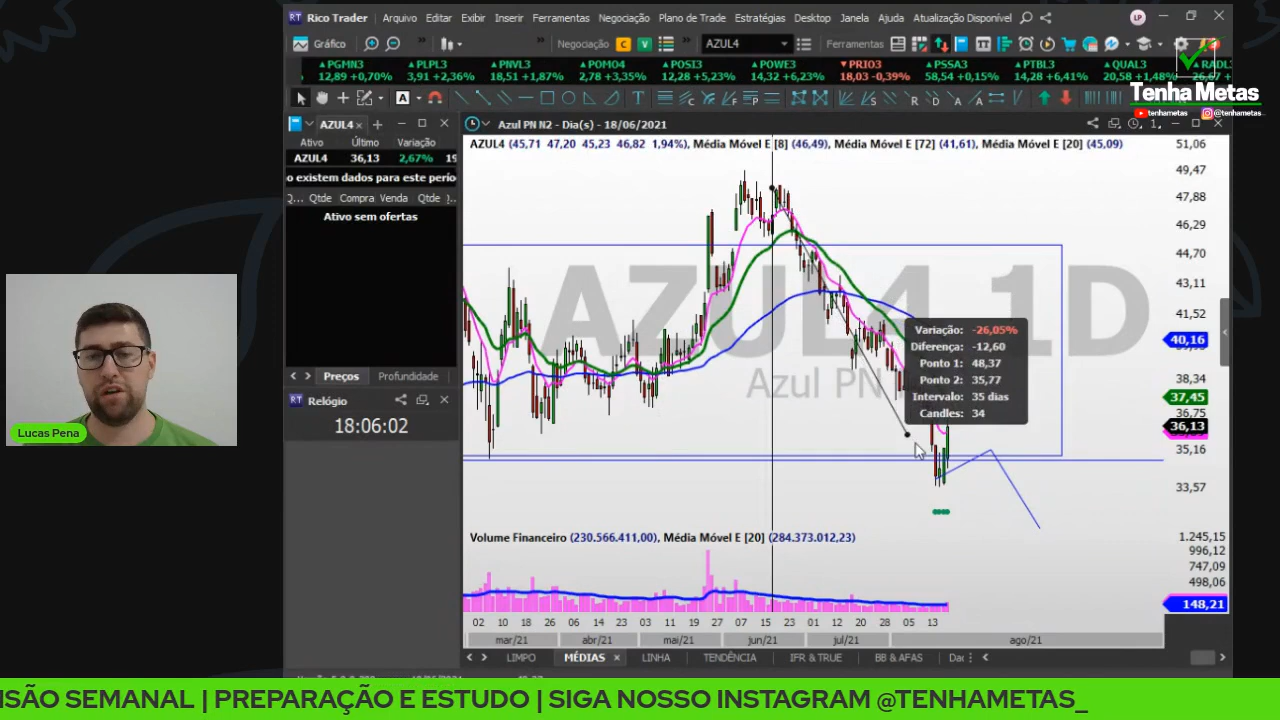 Rico Trader Arquivo Editar Exibir Inserir Ferramentas Negociação Plano de Trade Estratégias Desktop Janela Ajuda Atualização Disponível LP
Gráfico Negociação C V AZUL4 Ferramentas
PGMN3 PLPL3 PNVL3 POMO4 POSI3 POWE3 PRIO3 PSSA3 PTBL3 QUAL3 RADL
12,89 +0,70% 3,91 +2,36% 18,51 +1,87% 2,78 +3,35% 12,28 +5,23% 14,32 +6,23% 18,03 -0,39% 58,54 +0,15% 14,28 +6,41% 20,58 +1,48% 26,67
Tenha Metas
tenhametas @tenhametas_
AZUL4
Azul PN N2 - Dia(s) - 18/06/2021
Ativo Último Variação
AZUL4 36,13 2,67% 19
o existem dados para este perío
Q... Qtde Compra Venda Qtde
Ativo sem ofertas
Preços Profundidade
Relógio
18:06:02
AZUL4 (45,71 47,20 45,23 46,82 1,94%), Média Móvel E [8] (46,49), Média Móvel E [72] (41,61), Média Móvel E [20] (45,09)
AZUL4 1D
Azul PN
Variação: -26,05%
Diferença: -12,60
Ponto 1: 48,37
Ponto 2: 35,77
Intervalo: 35 dias
Candles: 34
51,06
49,47
47,88
46,29
44,70
43,11
41,52
40,16
38,34
37,45
36,75
36,13
35,16
33,57
Volume Financeiro (230.566.411,00), Média Móvel E [20] (284.373.012,23)
1.245,15
996,12
747,09
498,06
148,21
02 10 18 26 06 14 23 03 11 19 27 07 15 23 01 12 20 28 05 13
mar/21 abr/21 mai/21 jun/21 jul/21 ago/21
LIMPO MÉDIAS LINHA TENDÊNCIA IFR & TRUE BB & AFAS
Lucas Pena
ISÃO SEMANAL | PREPARAÇÃO E ESTUDO | SIGA NOSSO INSTAGRAM @TENHAMETAS_